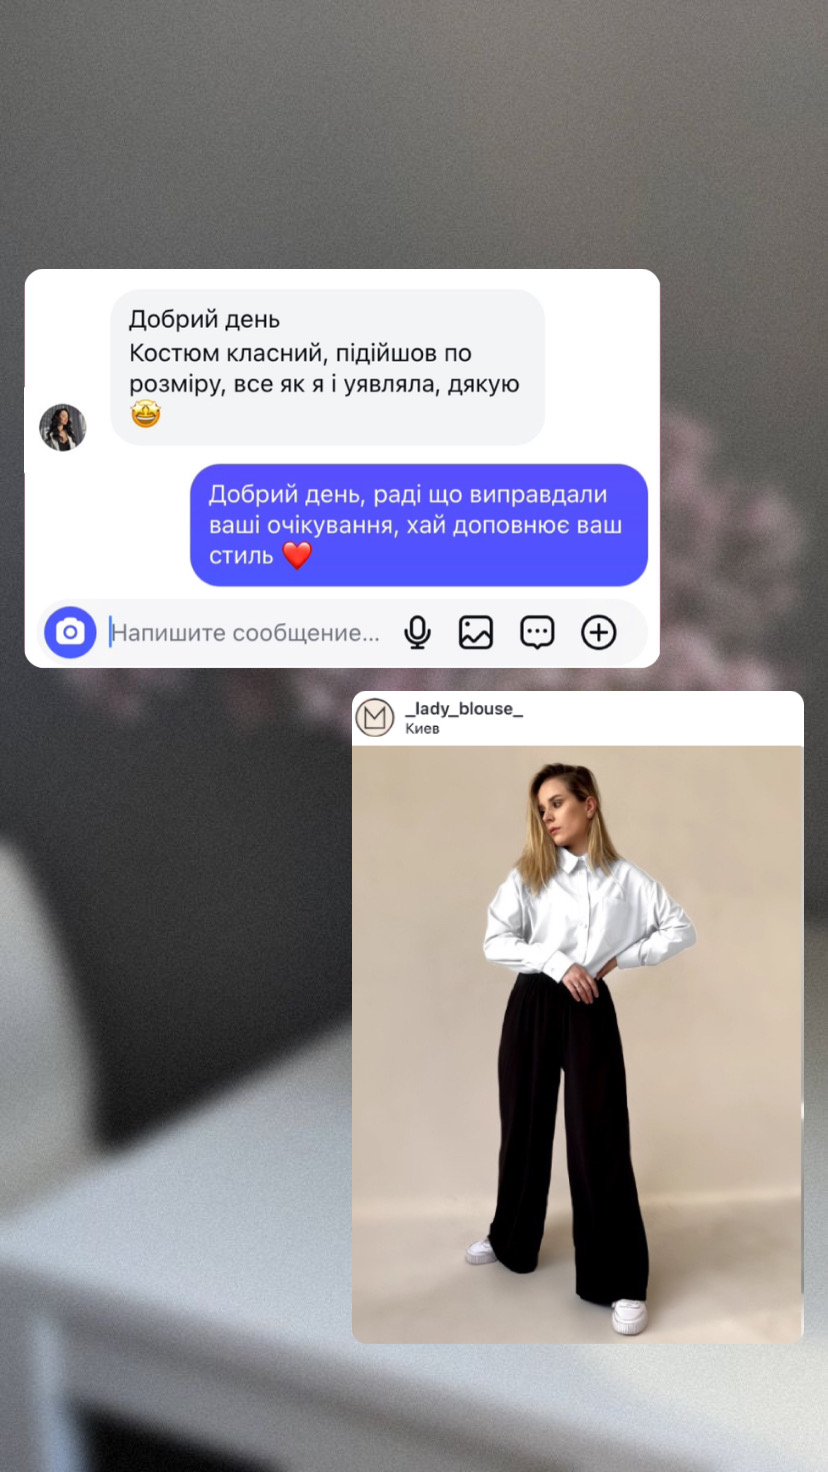 Добрий день
Костюм класний, підійшов по
розміру, все як я і уявляла, дякую
🤩
Добрий день, раді що виправдали
ваші очікування, хай доповнює ваш
стиль ❤️
Напишите сообщение...
_lady_blouse_
Киев